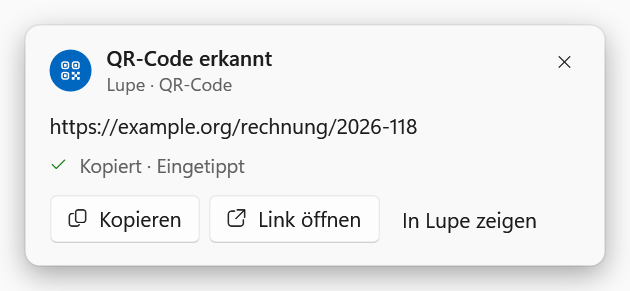 QR-Code erkannt
Lupe · QR-Code
https://example.org/rechnung/2026-118
Kopiert · Eingetippt
Kopieren
Link öffnen
In Lupe zeigen